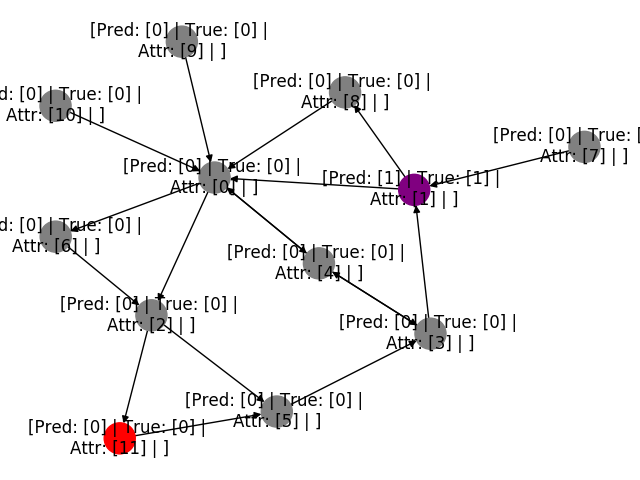 [Pred: [0] | True: [0] |
Attr: [9] | ]
[Pred: [0] | True: [0] |
Attr: [8] | ]
d: [0] | True: [0] |
Attr: [10] | ]
[Pred: [0] | True: [
Attr: [7] | ]
[Pred: [0] | True: [0] |
Attr: [0] | ]
[Pred: [1] | True: [1] |
Attr: [1] | ]
d: [0] | True: [0] |
Attr: [6] | ]
[Pred: [0] | True: [0] |
Attr: [4] | ]
[Pred: [0] | True: [0] |
Attr: [2] | ]
[Pred: [0] | True: [0] |
Attr: [3] | ]
[Pred: [0] | True: [0] |
Attr: [5] | ]
[Pred: [0] | True: [0] |
Attr: [11] | ]